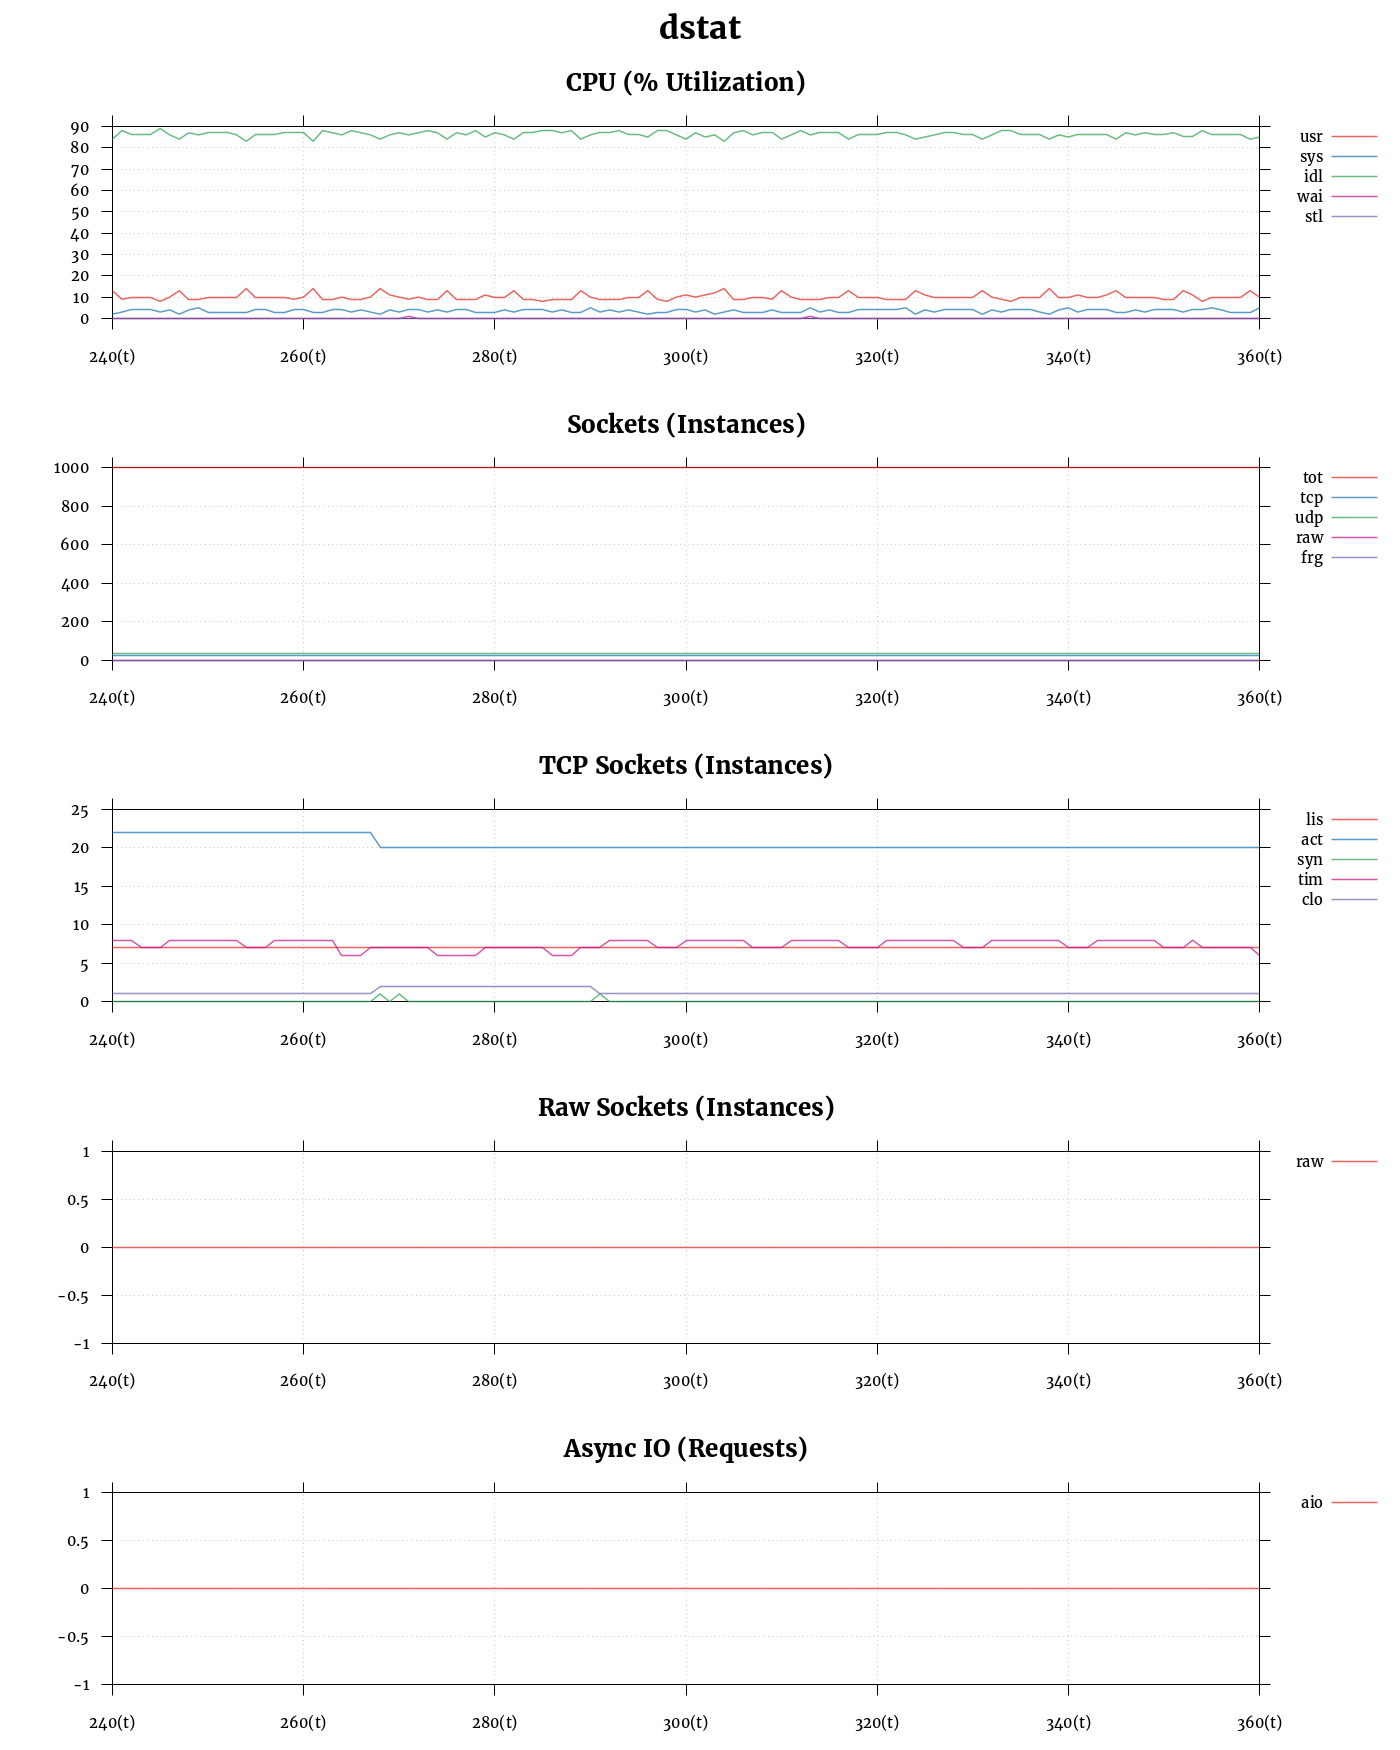 dstat
CPU (% Utilization)
90
80
70
60
50
40
30
20
10
0
240(t) 260(t) 280(t) 300(t) 320(t) 340(t) 360(t)
usr
sys
idl
wai
stl
Sockets (Instances)
1000
800
600
400
200
0
240(t) 260(t) 280(t) 300(t) 320(t) 340(t) 360(t)
tot
tcp
udp
raw
frg
TCP Sockets (Instances)
25
20
15
10
5
0
240(t) 260(t) 280(t) 300(t) 320(t) 340(t) 360(t)
lis
act
syn
tim
clo
Raw Sockets (Instances)
1
0.5
0
-0.5
-1
240(t) 260(t) 280(t) 300(t) 320(t) 340(t) 360(t)
raw
Async IO (Requests)
1
0.5
0
-0.5
-1
240(t) 260(t) 280(t) 300(t) 320(t) 340(t) 360(t)
aio